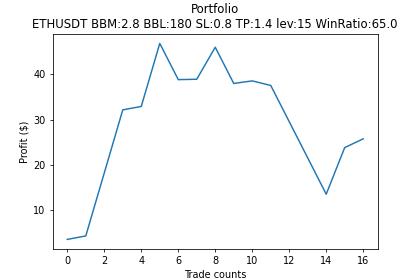 Portfolio
ETHUSDT BBM:2.8 BBL:180 SL:0.8 TP:1.4 lev:15 WinRatio:65.0
40
30
20
10
Profit ($)
0 2 4 6 8 10 12 14 16
Trade counts